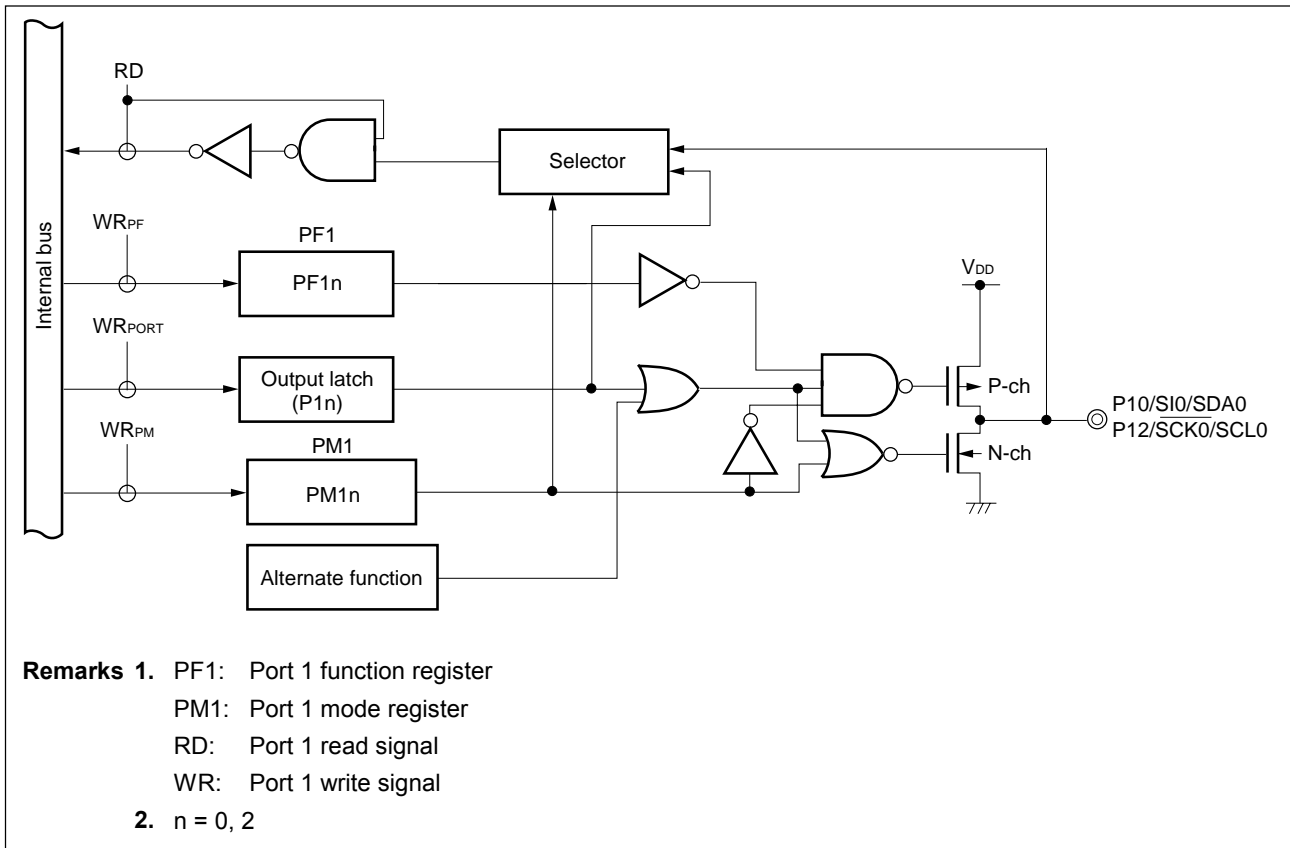 RD
Selector
Internal bus
WRPF
PF1
PF1n
VDD
WRPORT
Output latch
(P1n)
P-ch
P10/SI0/SDA0
P12/SCK0/SCL0
WRPM
PM1
PM1n
N-ch
Alternate function
Remarks 1. PF1: Port 1 function register
PM1: Port 1 mode register
RD: Port 1 read signal
WR: Port 1 write signal
2. n = 0, 2